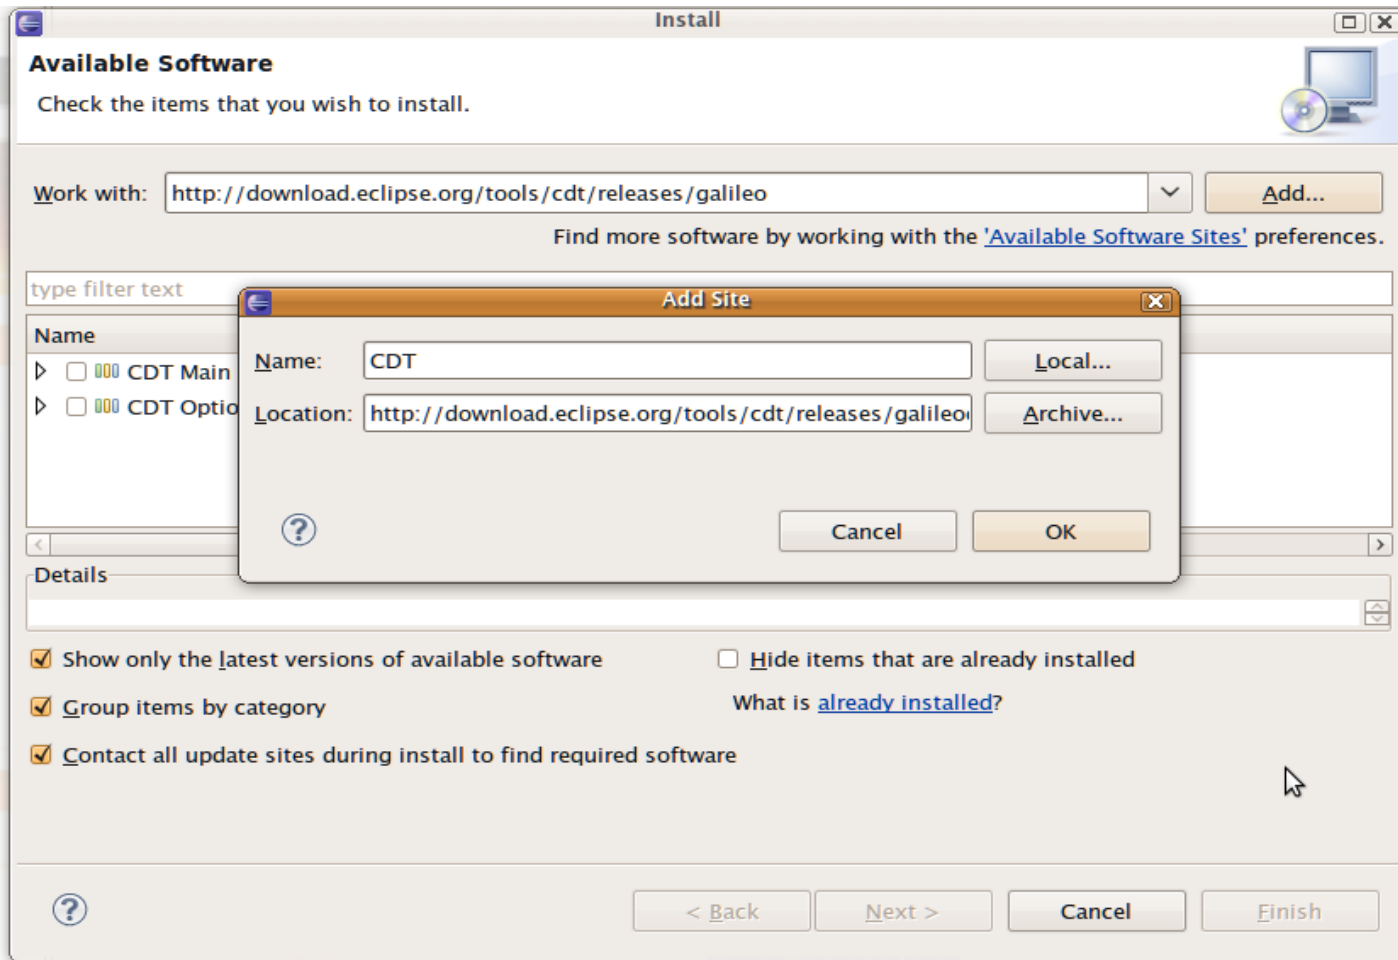 Install
Available Software
Check the items that you wish to install.
Work with: http://download.eclipse.org/tools/cdt/releases/galileo Add...
Find more software by working with the 'Available Software Sites' preferences.
type filter text
Add Site
Name
Name: CDT Local...
CDT Main
CDT Optio
Location: http://download.eclipse.org/tools/cdt/releases/galileo Archive...
Cancel OK
Details
Show only the latest versions of available software Hide items that are already installed
Group items by category What is already installed?
Contact all update sites during install to find required software
< Back Next > Cancel Finish